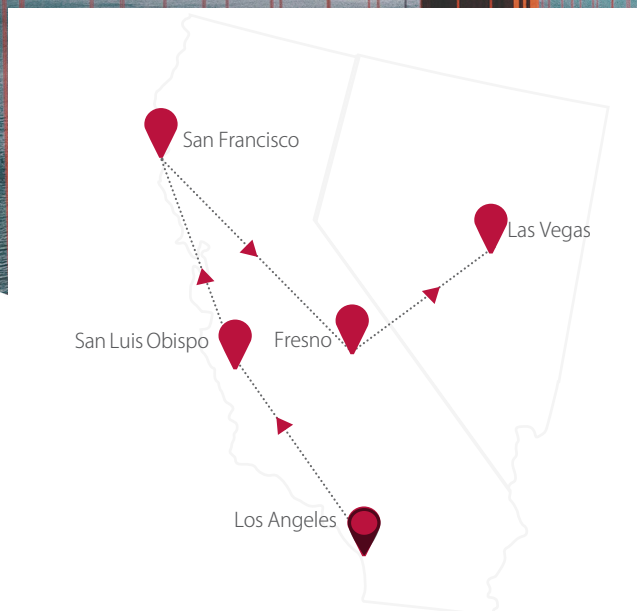 San Francisco
Las Vegas
San Luis Obispo
Fresno
Los Angeles